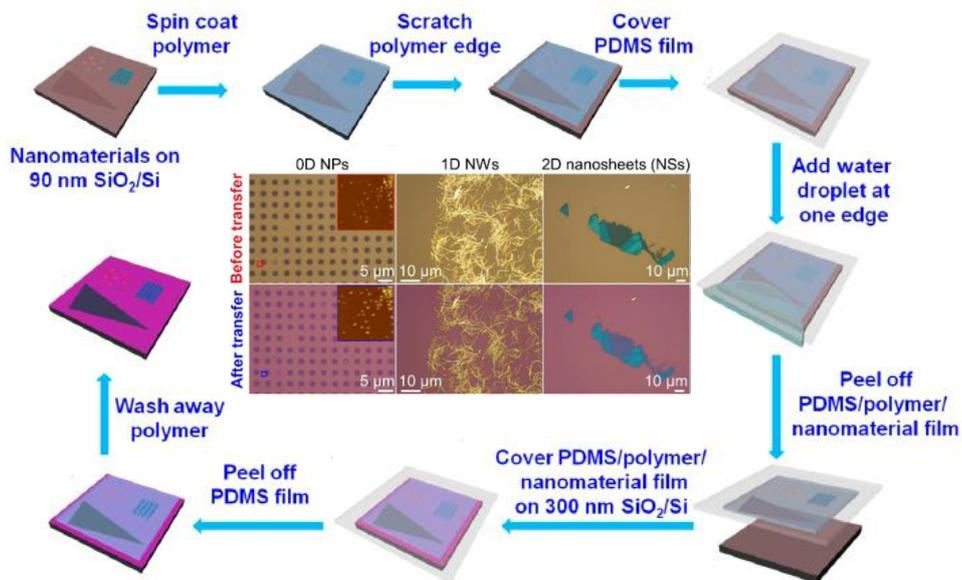 Spin coat
polymer
Scratch
polymer edge
Cover
PDMS film
Nanomaterials on
90 nm SiO₂/Si
Add water
droplet at
one edge
0D NPs
1D NWs
2D nanosheets (NSs)
Before transfer
5 μm
10 μm
10 μm
After transfer
5 μm
10 μm
10 μm
Peel off
PDMS/polymer/
nanomaterial film
Cover PDMS/polymer/
nanomaterial film
on 300 nm SiO₂/Si
Peel off
PDMS film
Wash away
polymer